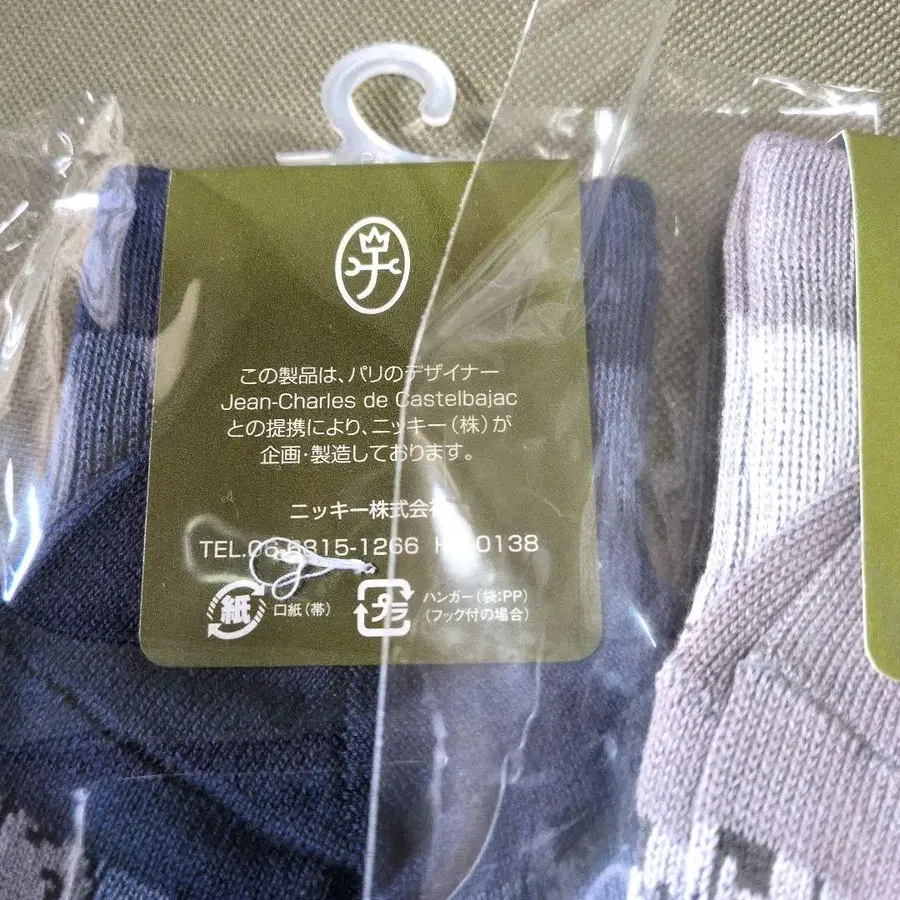 この製品は、パリのデザイナー
Jean-Charles de Castelbajac
との提携により、ニッキー(株)が
企画・製造しております。
ニッキー株式会
TEL.06 6815-1266 H 0138
紙 口紙(帯)
プラ ハンガー(袋:PP)
(フック付の場合)